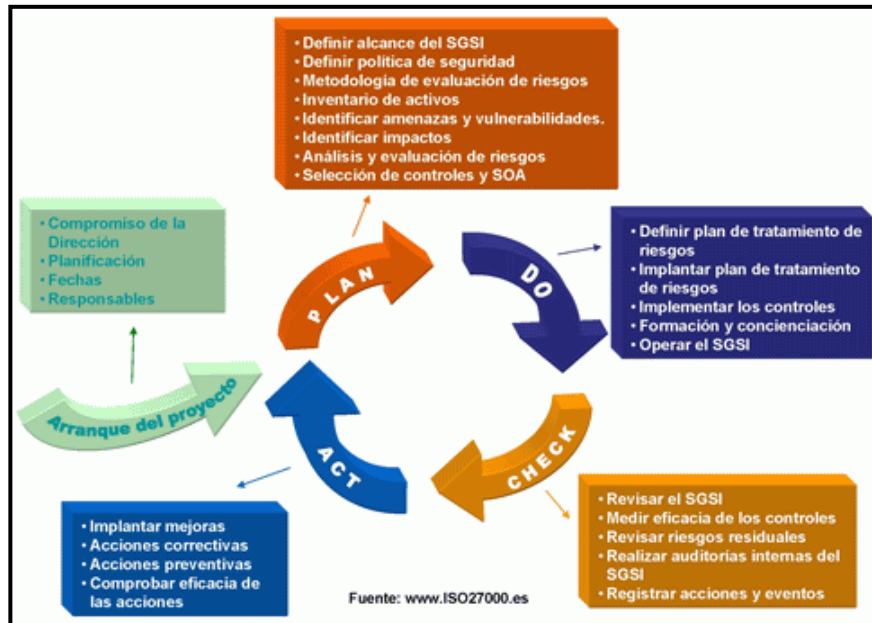 • Definir alcance del SGSI
• Definir política de seguridad
• Metodología de evaluación de riesgos
• Inventario de activos
• Identificar amenazas y vulnerabilidades.
• Identificar impactos
• Análisis y evaluación de riesgos
• Selección de controles y SOA
• Compromiso de la
Dirección
• Planificación
• Fechas
• Responsables
Arranque del proyecto
PLAN
DO
• Definir plan de tratamiento de
riesgos
• Implantar plan de tratamiento
de riesgos
• Implementar los controles
• Formación y concienciación
• Operar el SGSI
CHECK
• Revisar el SGSI
• Medir eficacia de los controles
• Revisar riesgos residuales
• Realizar auditorías internas del
SGSI
• Registrar acciones y eventos
ACT
• Implantar mejoras
• Acciones correctivas
• Acciones preventivas
• Comprobar eficacia de
las acciones
Fuente: www.ISO27000.es